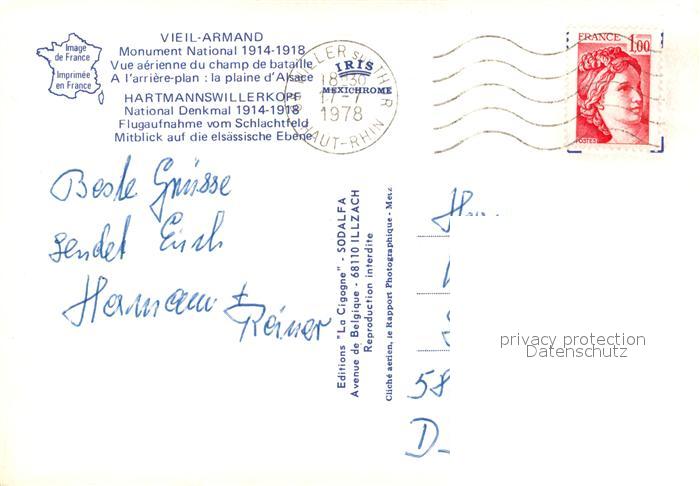 Image
de France
Imprimée
en France
VIEIL-ARMAND
Monument National 1914-1918
Vue aérienne du champ de bataille
A l'arrière-plan : la plaine d'Alsace
HARTMANNSWILLERKOPF
National Denkmal 1914-1918
Flugaufnahme vom Schlachtfeld
Mitblick auf die elsässische Ebene
IRIS
MEXICHROME
WILLER S/ THUR
18-30
17-7
1978
HAUT-RHIN
FRANCE
1,00
POSTES
Beste Grüsse
sendet Euch
Hermann +
Reiner
Editions "La Cigogne" - SODALFA
Avenue de Belgique - 68110 ILLZACH
Reproduction interdite
Cliché aérien, le Rapport Photographique - Metz
58
D-
privacy protection
Datenschutz